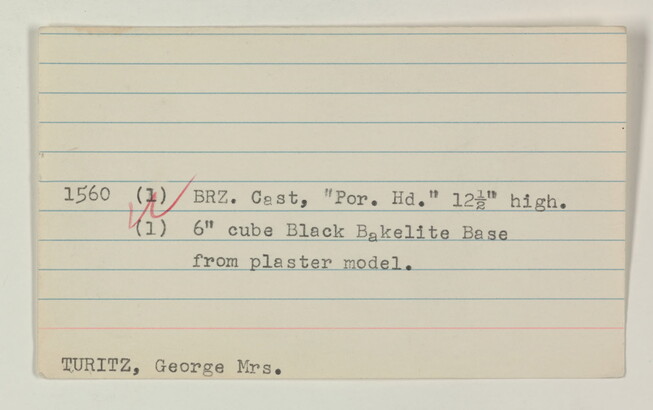 1560 (1) BRZ. Cast, "Por. Hd." 12½" high.
(1) 6" cube Black Bakelite Base
from plaster model.
TURITZ, George Mrs.